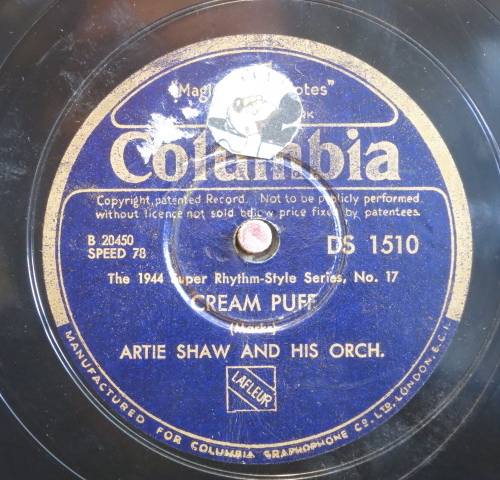 "Magic Notes"
Columbia
Copyright, patented Record. Not to be publicly performed
without licence not sold below price fixed by patentees.
B 20450
SPEED 78
DS 1510
The 1944 Super Rhythm-Style Series, No. 17
CREAM PUFF
(Marks)
ARTIE SHAW AND HIS ORCH.
LAFLEUR
MANUFACTURED FOR COLUMBIA GRAPHOPHONE CO. LTD. LONDON, E.C.1.